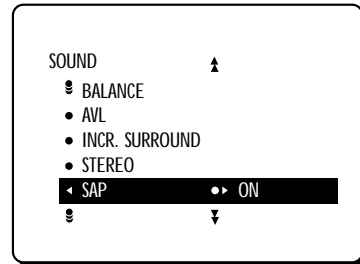 SOUND
BALANCE
AVL
INCR. SURROUND
STEREO
SAP ON